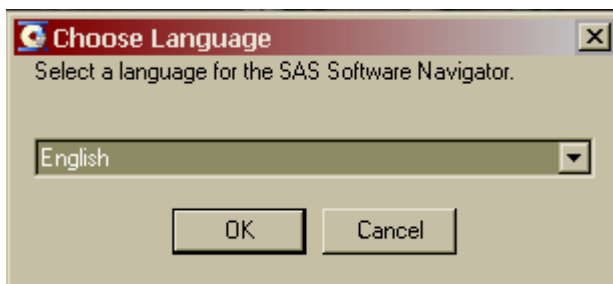 Choose Language
Select a language for the SAS Software Navigator.
English
OK Cancel